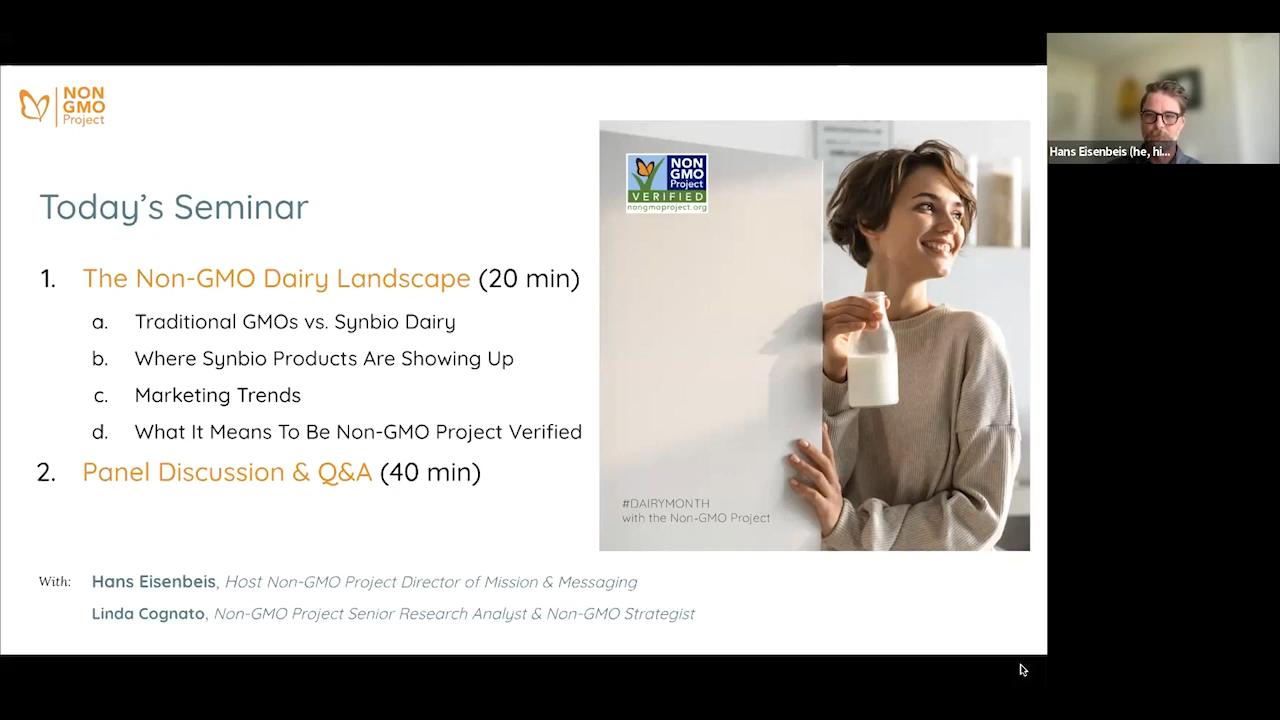 NON
GMO
Project
Today's Seminar
1. The Non-GMO Dairy Landscape (20 min)
a. Traditional GMOs vs. Synbio Dairy
b. Where Synbio Products Are Showing Up
c. Marketing Trends
d. What It Means To Be Non-GMO Project Verified
2. Panel Discussion & Q&A (40 min)
With: Hans Eisenbeis, Host Non-GMO Project Director of Mission & Messaging
Linda Cognato, Non-GMO Project Senior Research Analyst & Non-GMO Strategist
NON
GMO
Project
VERIFIED
nongmoproject.org
#DAIRYMONTH
with the Non-GMO Project
Hans Eisenbeis (he, hi...